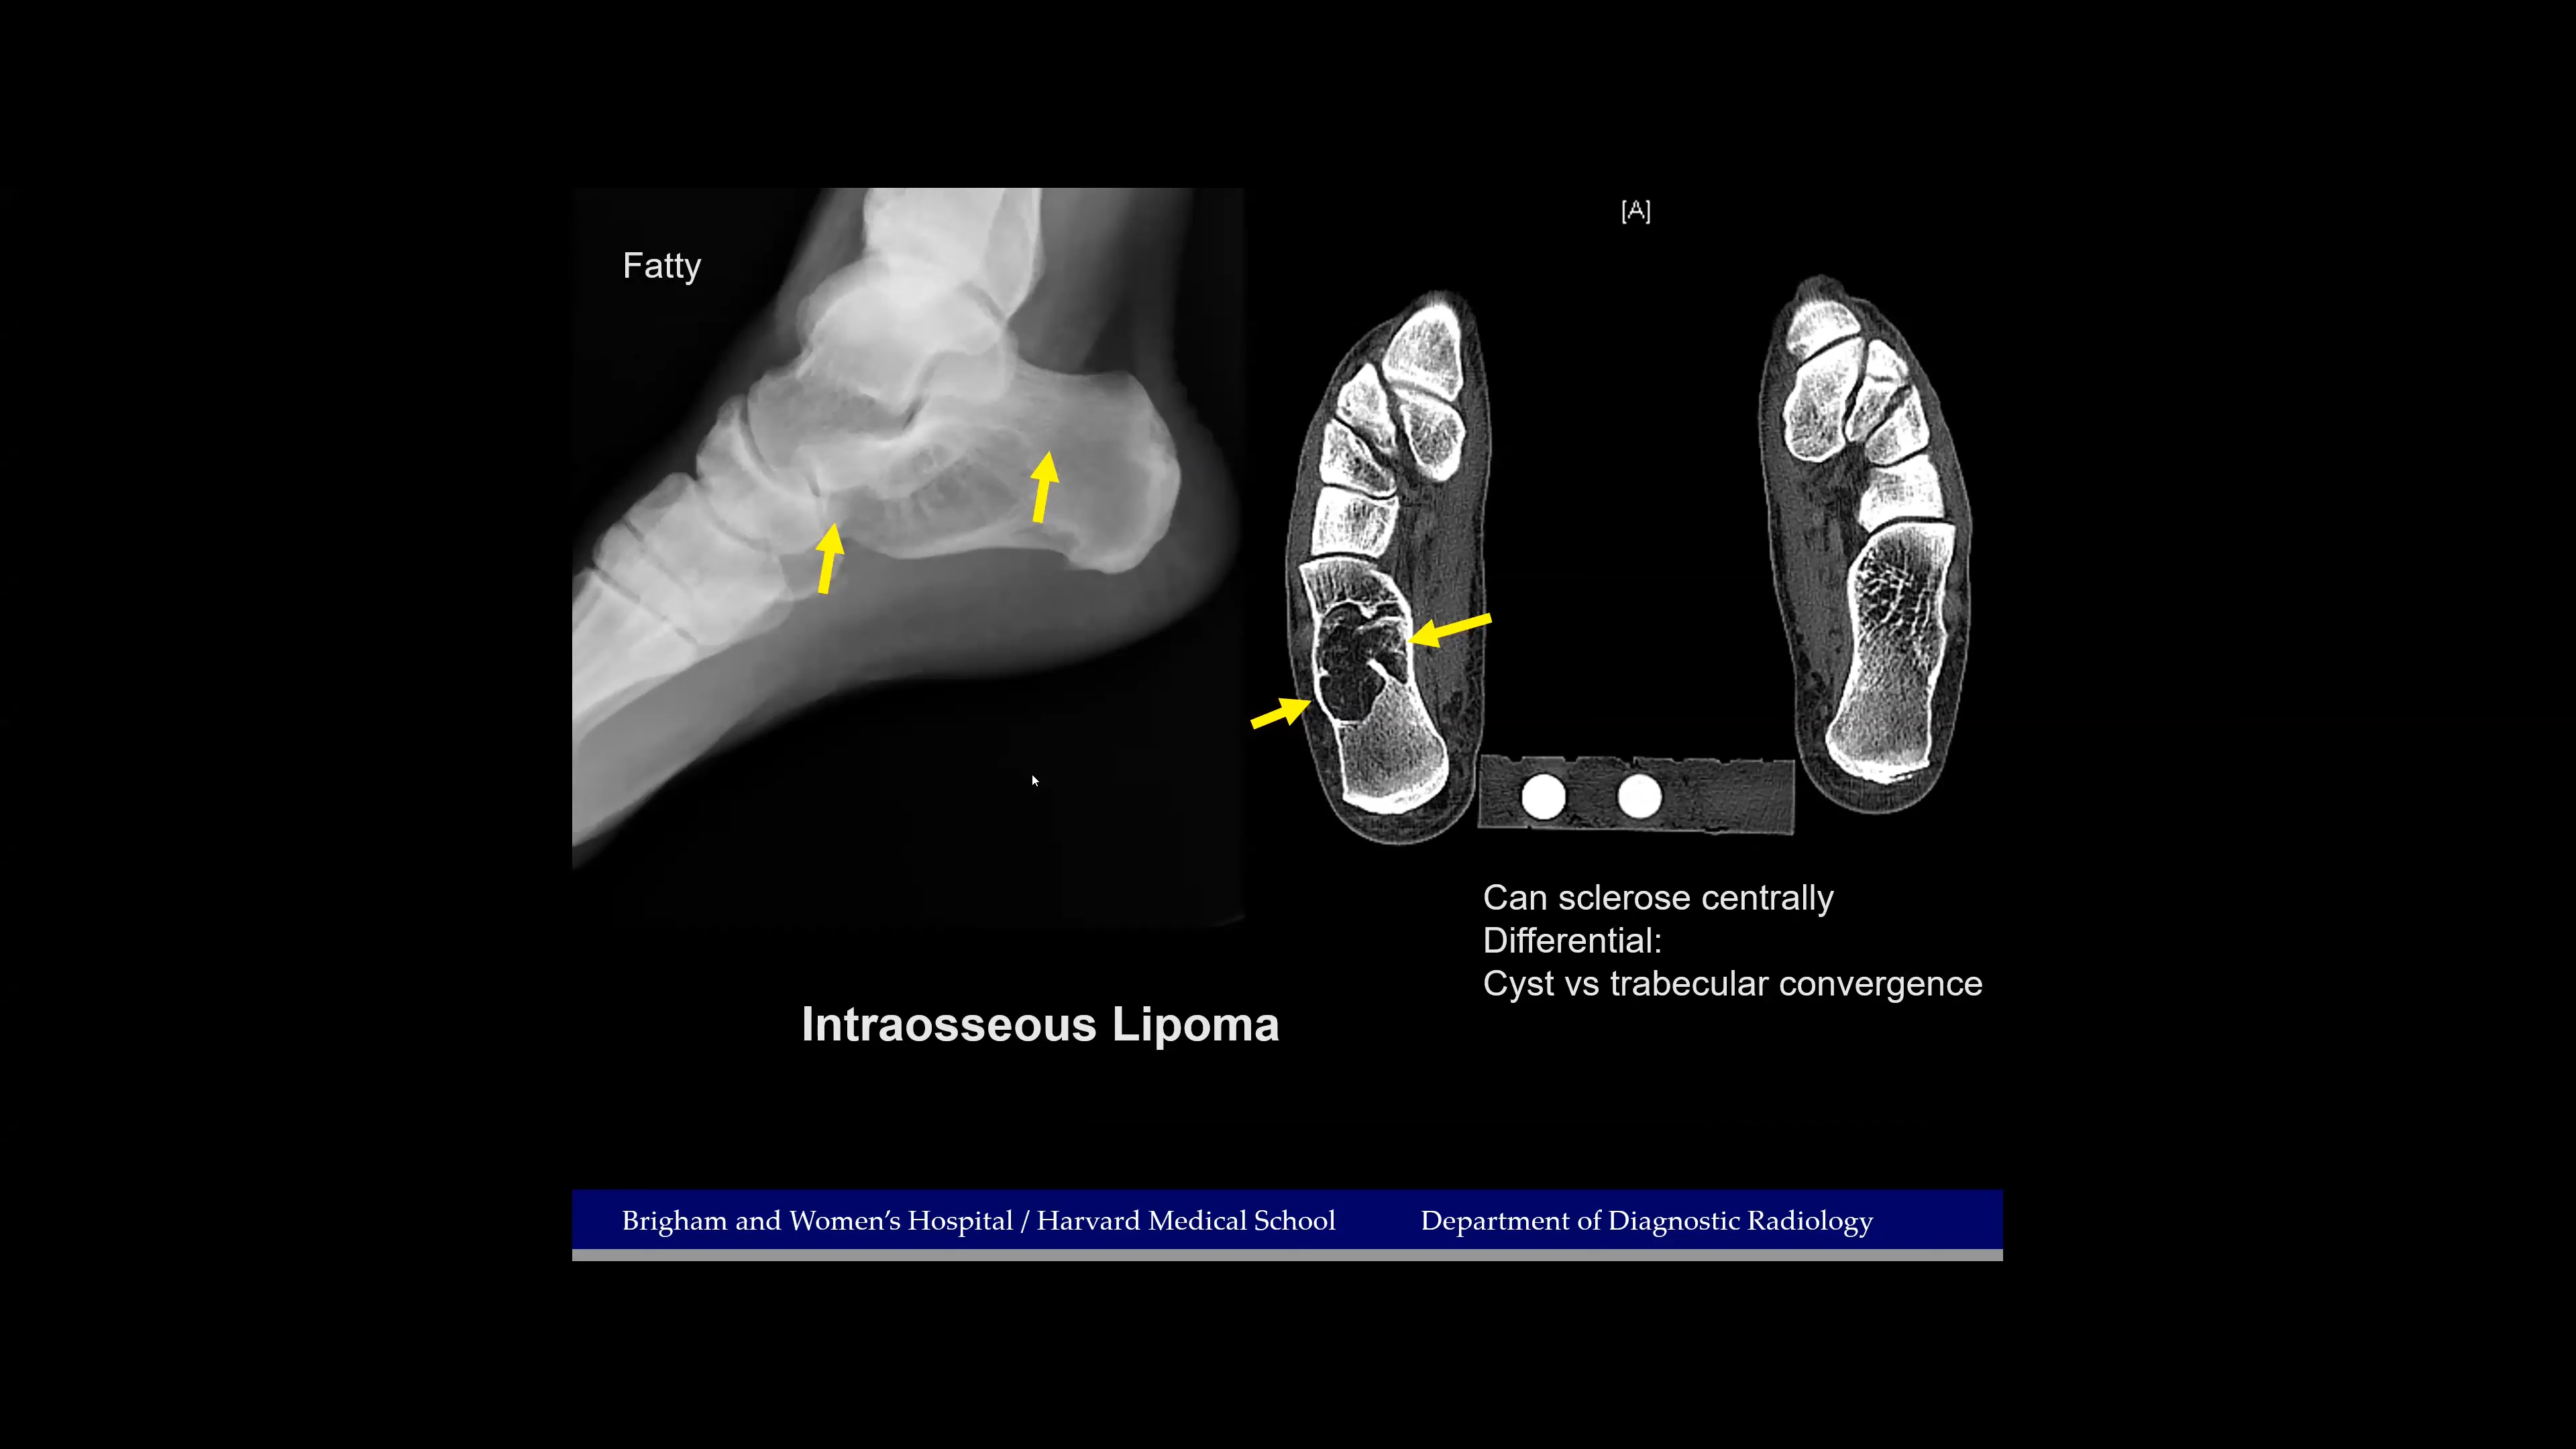 [A]
Fatty
Can sclerose centrally
Differential:
Cyst vs trabecular convergence
Intraosseous Lipoma
Brigham and Women's Hospital / Harvard Medical School Department of Diagnostic Radiology